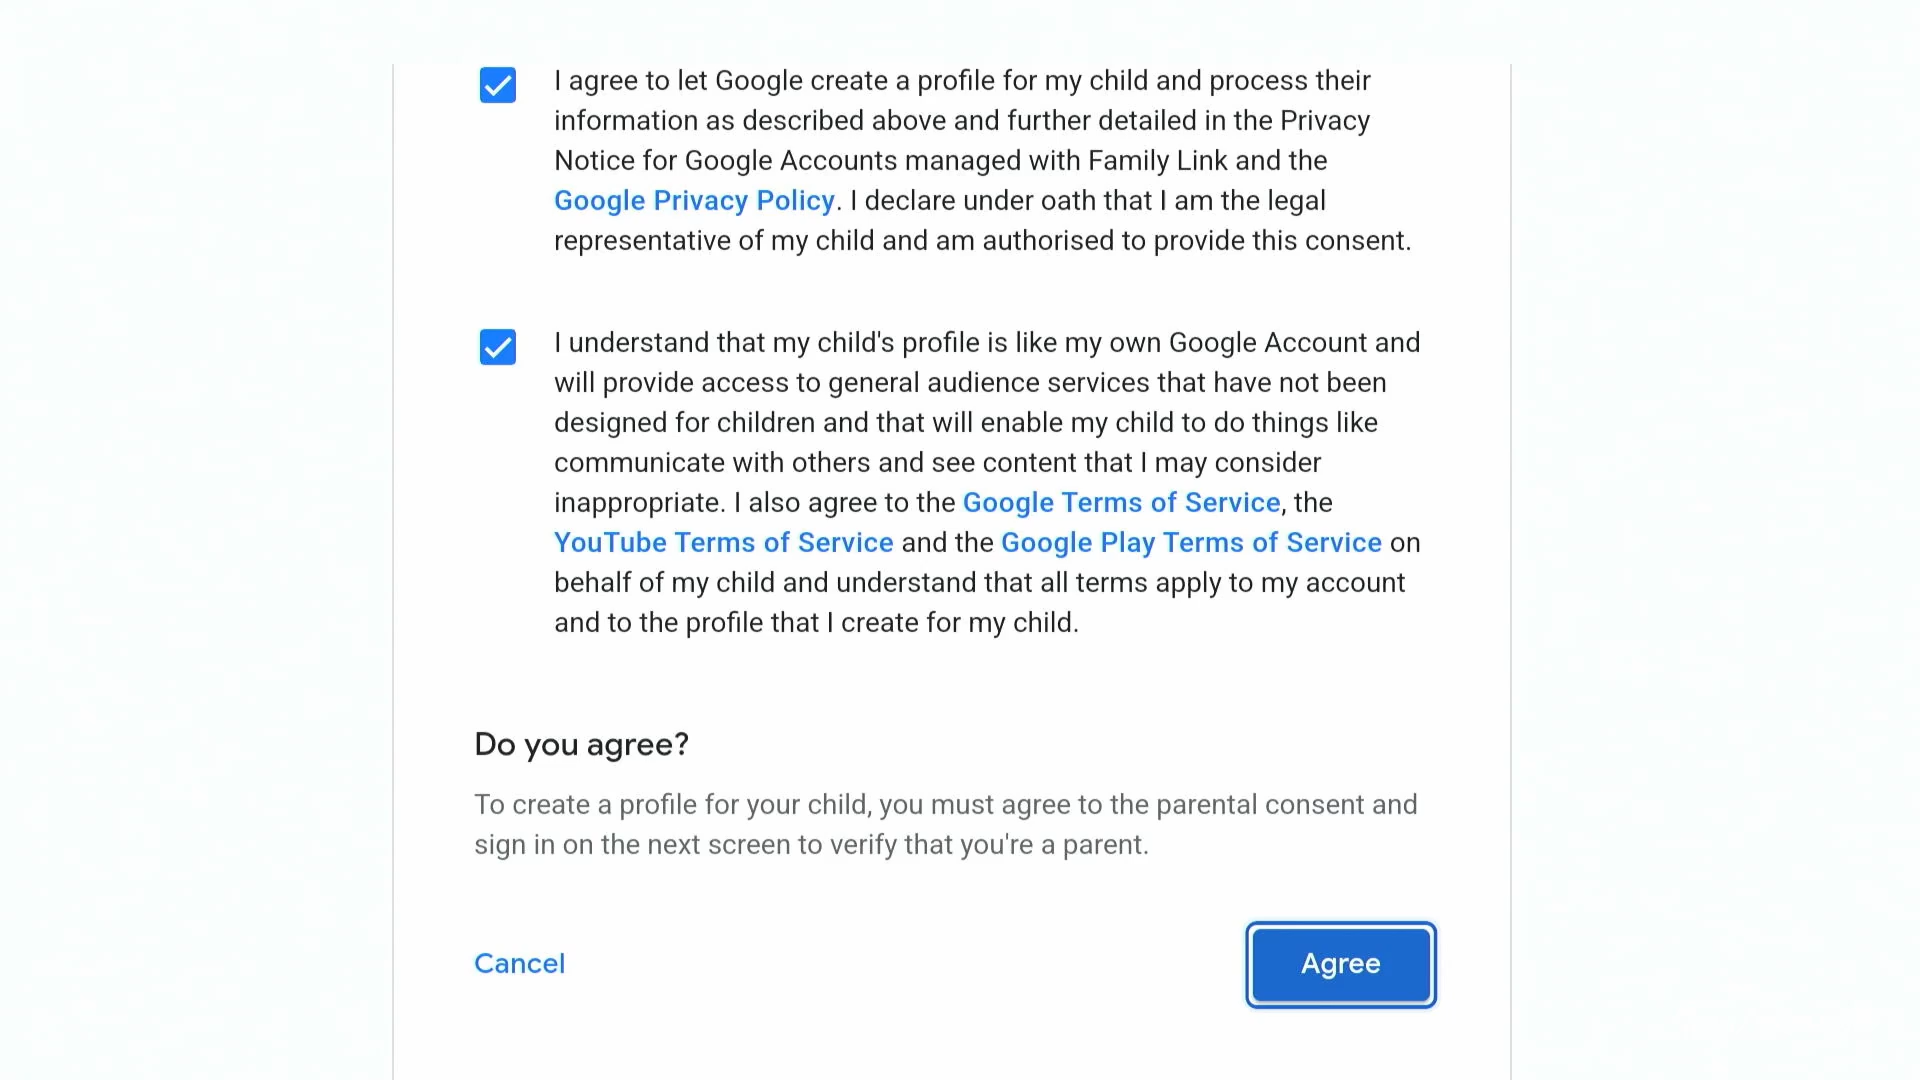 I agree to let Google create a profile for my child and process their
information as described above and further detailed in the Privacy
Notice for Google Accounts managed with Family Link and the
Google Privacy Policy. I declare under oath that I am the legal
representative of my child and am authorised to provide this consent.
I understand that my child's profile is like my own Google Account and
will provide access to general audience services that have not been
designed for children and that will enable my child to do things like
communicate with others and see content that I may consider
inappropriate. I also agree to the Google Terms of Service, the
YouTube Terms of Service and the Google Play Terms of Service on
behalf of my child and understand that all terms apply to my account
and to the profile that I create for my child.
Do you agree?
To create a profile for your child, you must agree to the parental consent and
sign in on the next screen to verify that you're a parent.
Cancel
Agree